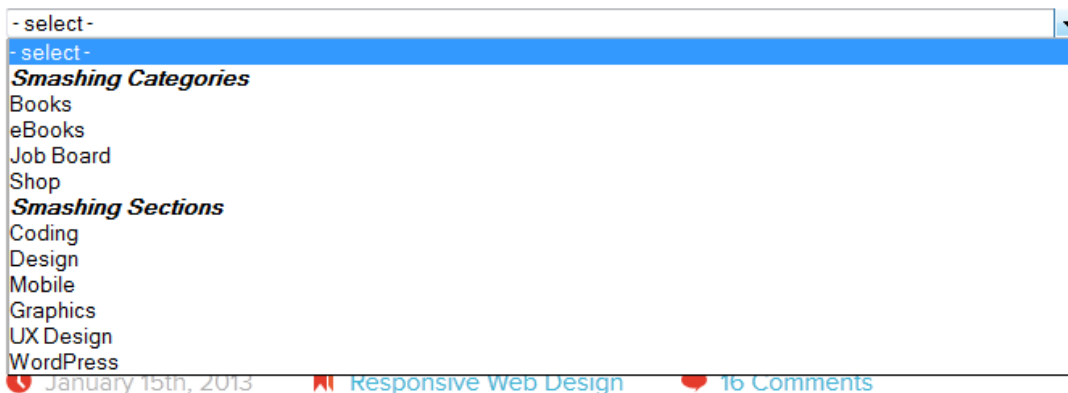 - select -
- select -
Smashing Categories
Books
eBooks
Job Board
Shop
Smashing Sections
Coding
Design
Mobile
Graphics
UX Design
WordPress
January 15th, 2013 Responsive Web Design 16 Comments